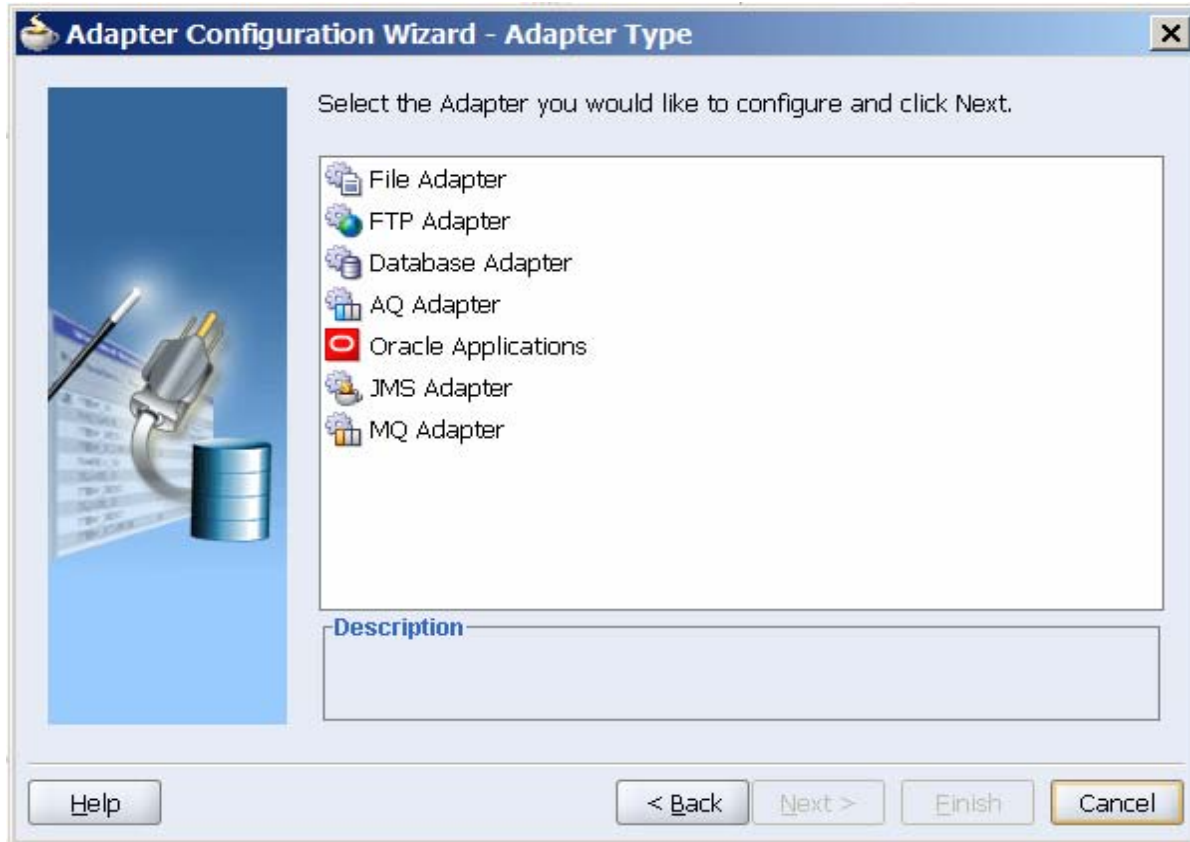 Adapter Configuration Wizard - Adapter Type
Select the Adapter you would like to configure and click Next.
File Adapter
FTP Adapter
Database Adapter
AQ Adapter
Oracle Applications
JMS Adapter
MQ Adapter
Description
Help
< Back
Next >
Finish
Cancel